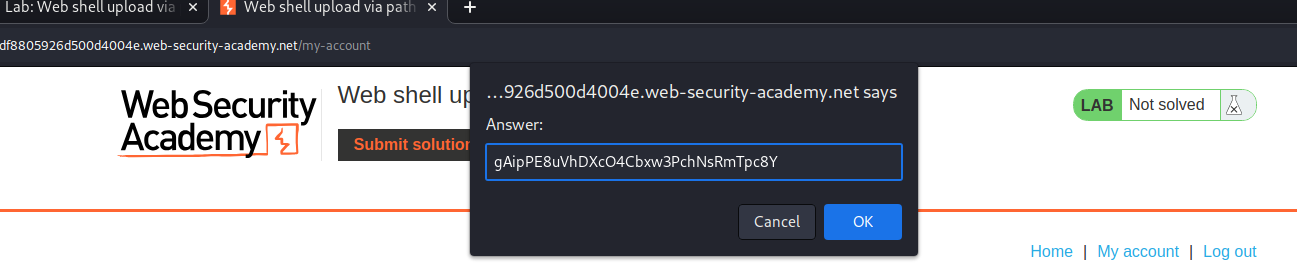 Lab: Web shell upload via
Web shell upload via path
df8805926d500d4004e.web-security-academy.net/my-account
Web Security
Academy
Web shell up
Submit solution
...926d500d4004e.web-security-academy.net says
Answer:
gAipPE8uVhDXcO4Cbxw3PchNsRmTpc8Y
Cancel
OK
LAB
Not solved
Home | My account | Log out